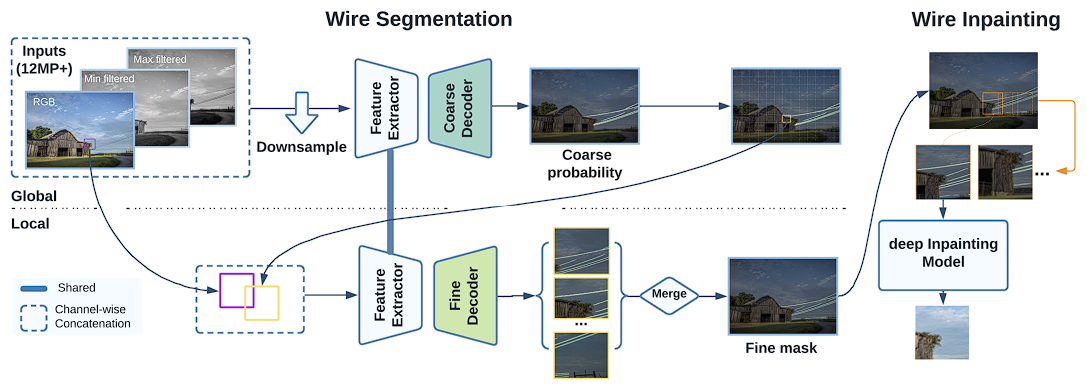 Wire Segmentation
Wire Inpainting
Inputs
(12MP+)
Max filtered
Min filtered
RGB
Downsample
Feature
Extractor
Coarse
Decoder
Coarse
probability
...
Global
Local
deep Inpainting
Model
Feature
Extractor
Fine
Decoder
...
Merge
Fine mask
Shared
Channel-wise
Concatenation